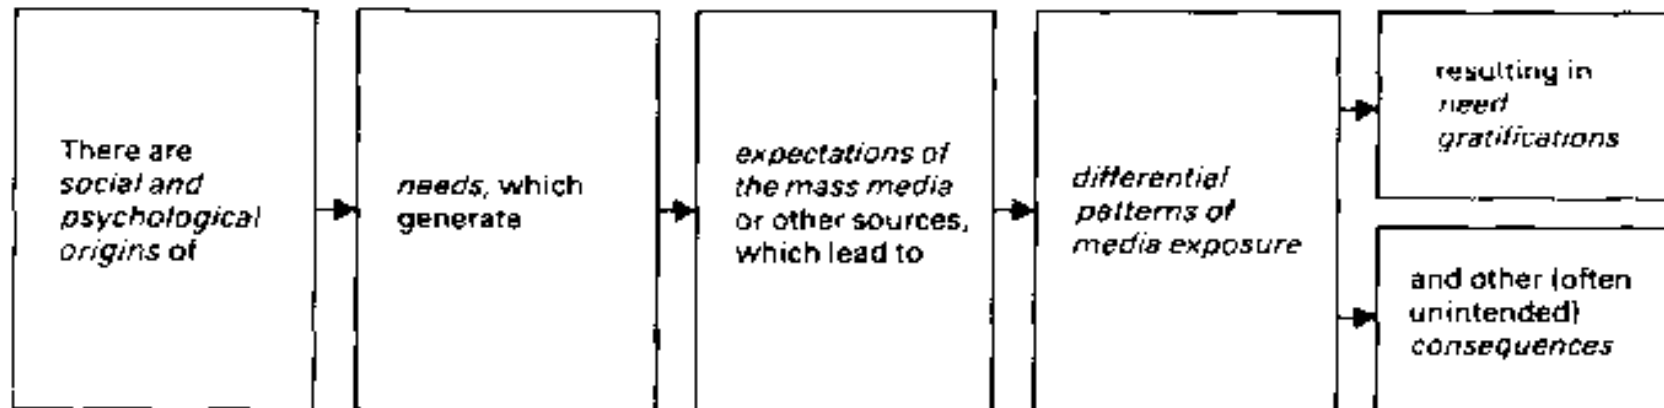 There are
social and
psychological
origins of
needs, which
generate
expectations of
the mass media
or other sources,
which lead to
differential
patterns of
media exposure
resulting in
need
gratifications
and other (often
unintended)
consequences